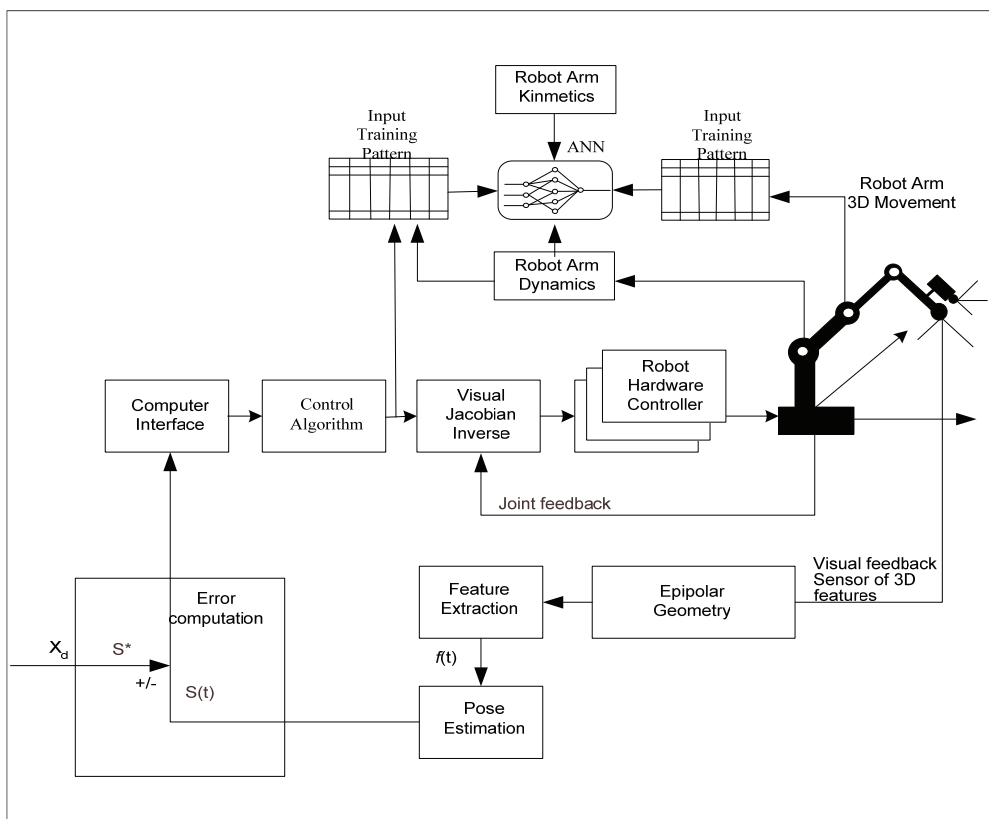 Robot Arm
Kinmetics
Input
Training
Pattern
ANN
Input
Training
Pattern
Robot Arm
3D Movement
Robot Arm
Dynamics
Computer
Interface
Control
Algorithm
Visual
Jacobian
Inverse
Robot
Hardware
Controller
Joint feedback
Visual feedback
Sensor of 3D
features
Error
computation
Feature
Extraction
Epipolar
Geometry
Xd
S*
+/-
S(t)
f(t)
Pose
Estimation